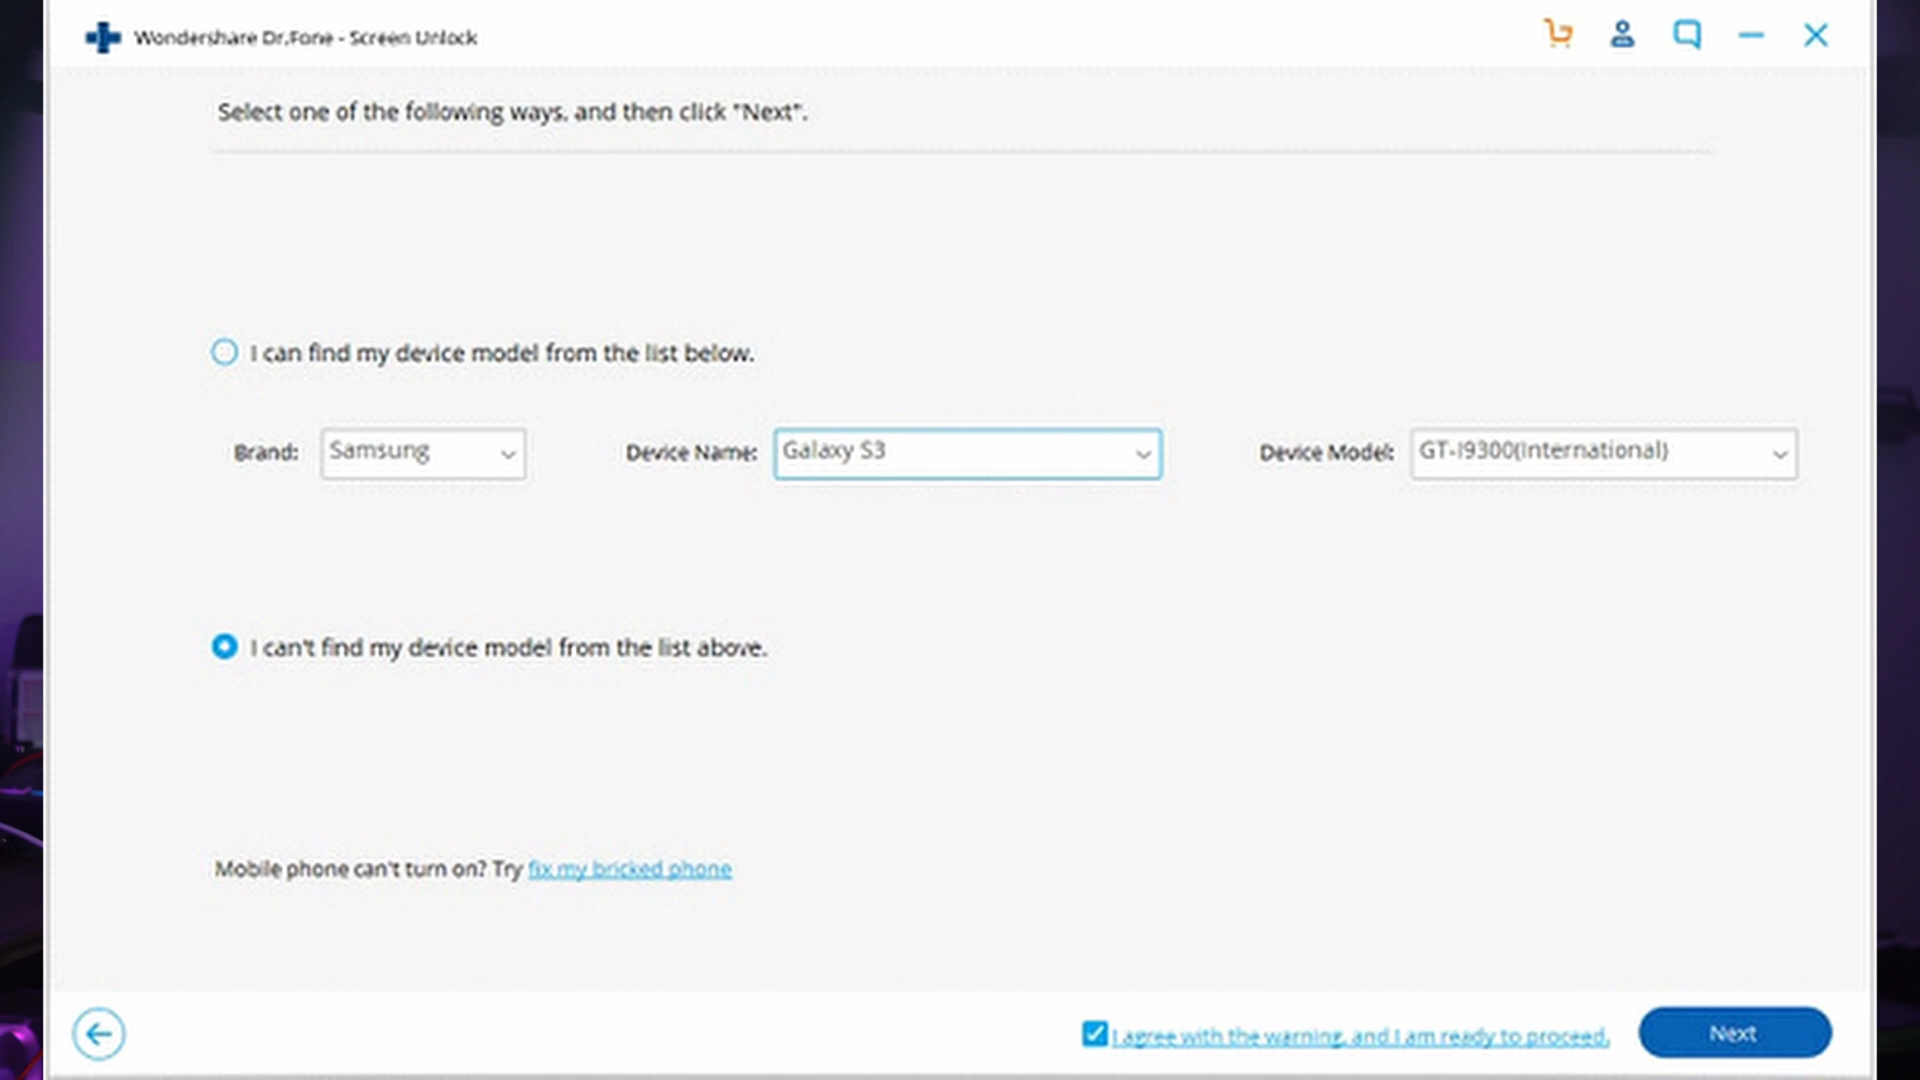 Wondershare Dr.Fone - Screen Unlock
Select one of the following ways, and then click "Next".
I can find my device model from the list below.
Brand: Samsung Device Name: Galaxy S3 Device Model: GT-I9300(International)
I can't find my device model from the list above.
Mobile phone can't turn on? Try fix my bricked phone
I agree with the warning, and I am ready to proceed. Next